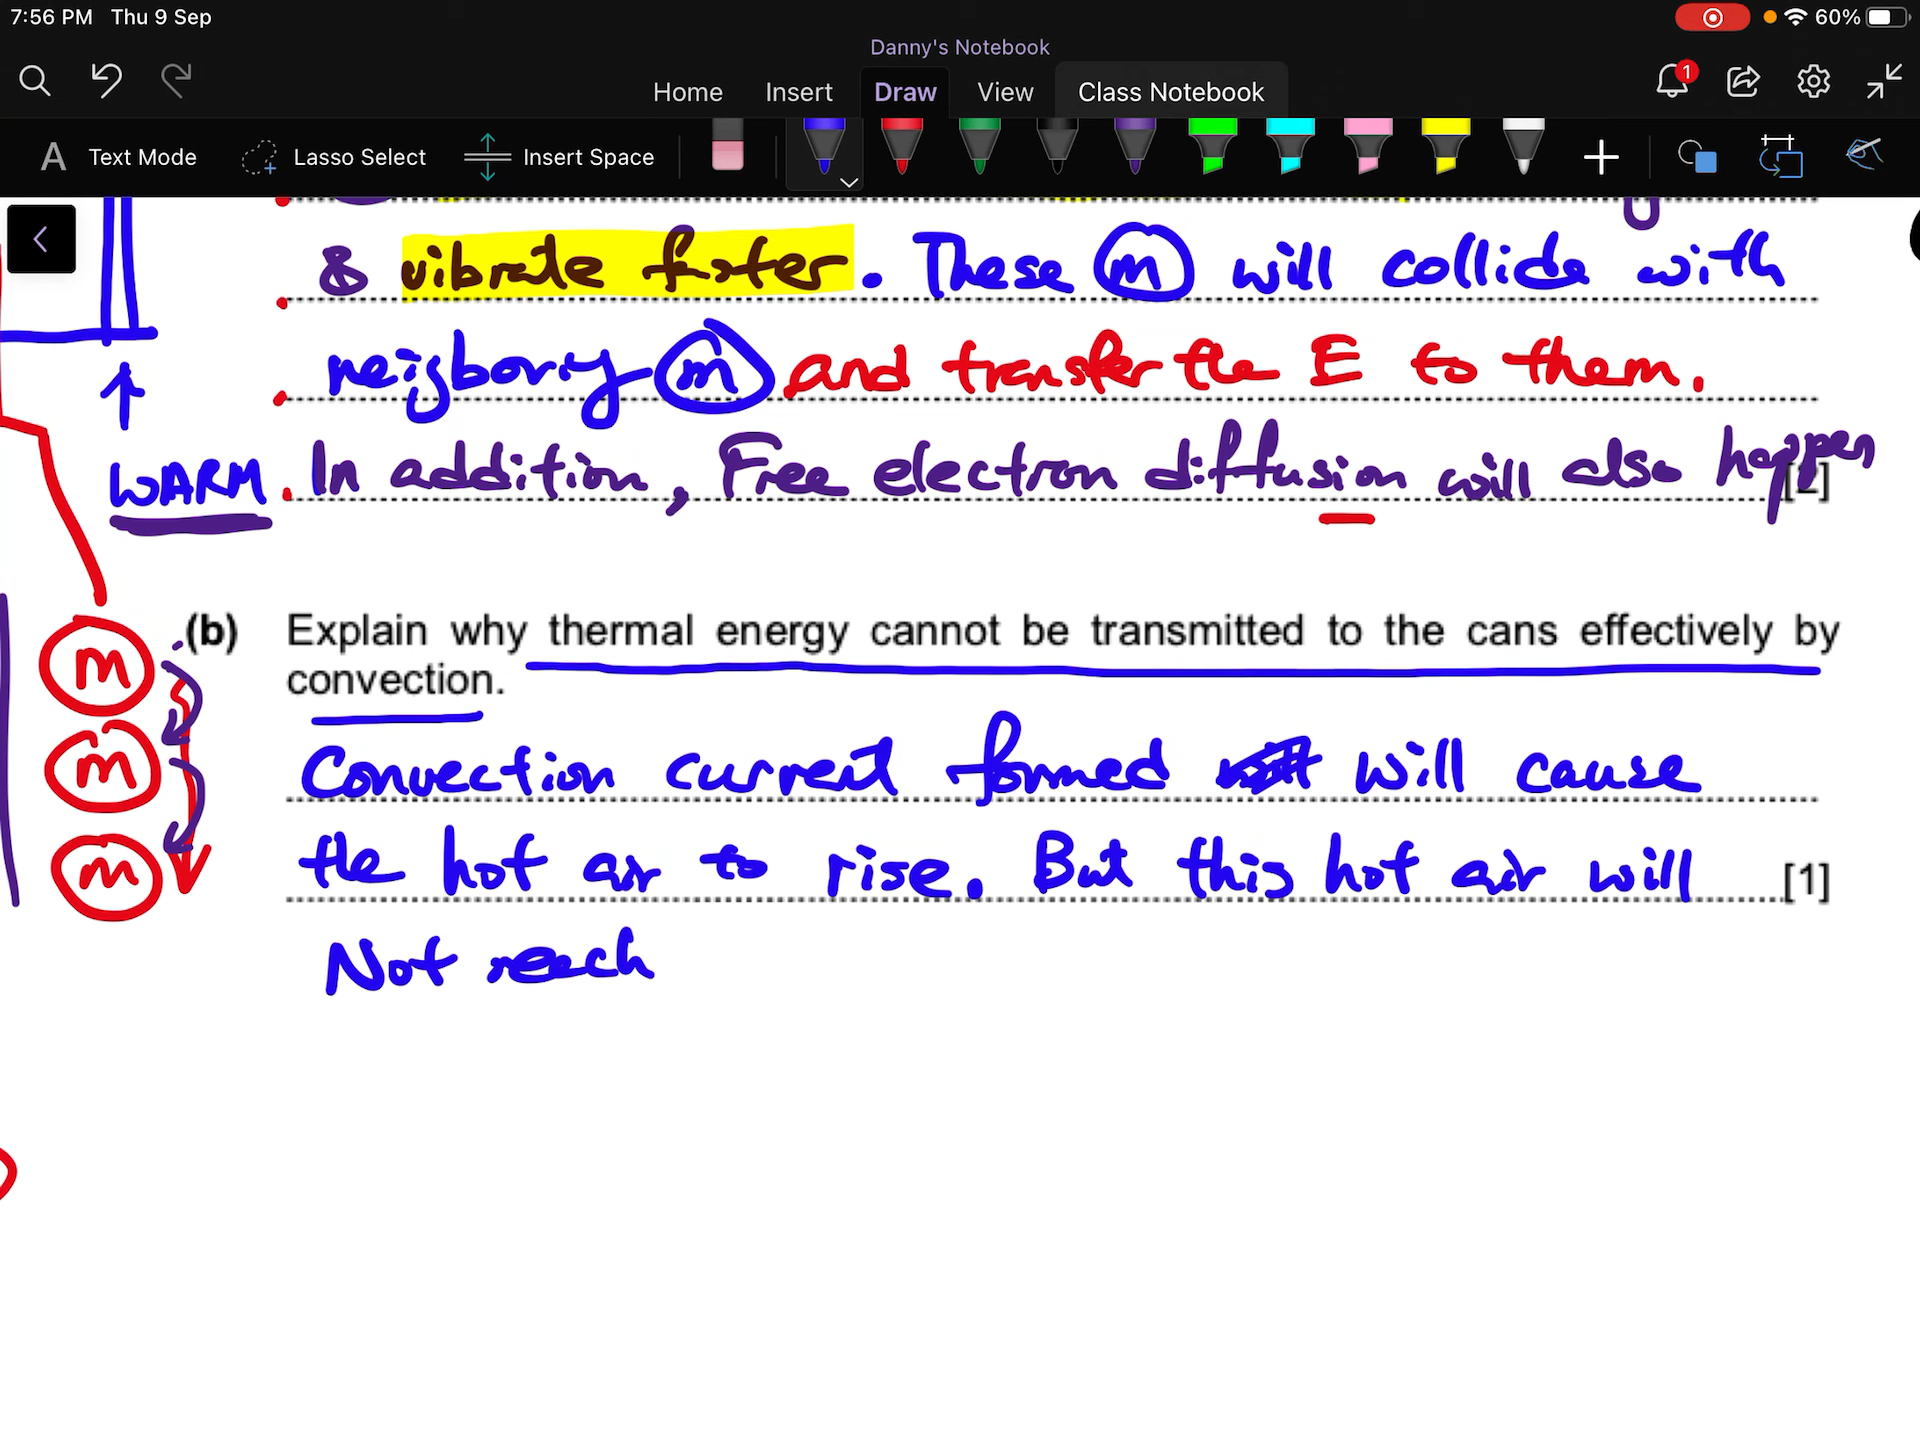 7:56 PM Thu 9 Sep
60%
Danny's Notebook
Home Insert Draw View Class Notebook
1
A Text Mode Lasso Select Insert Space
& vibrate faster. These m will collide with
neigbory m and transfer the E to them.
WARM. In addition, Free electron diffusion will also happen
[2]
m
(b) Explain why thermal energy cannot be transmitted to the cans effectively by
convection.
m
Convection current formed will cause
m
the hot air to rise. But this hot air will [1]
Not reach